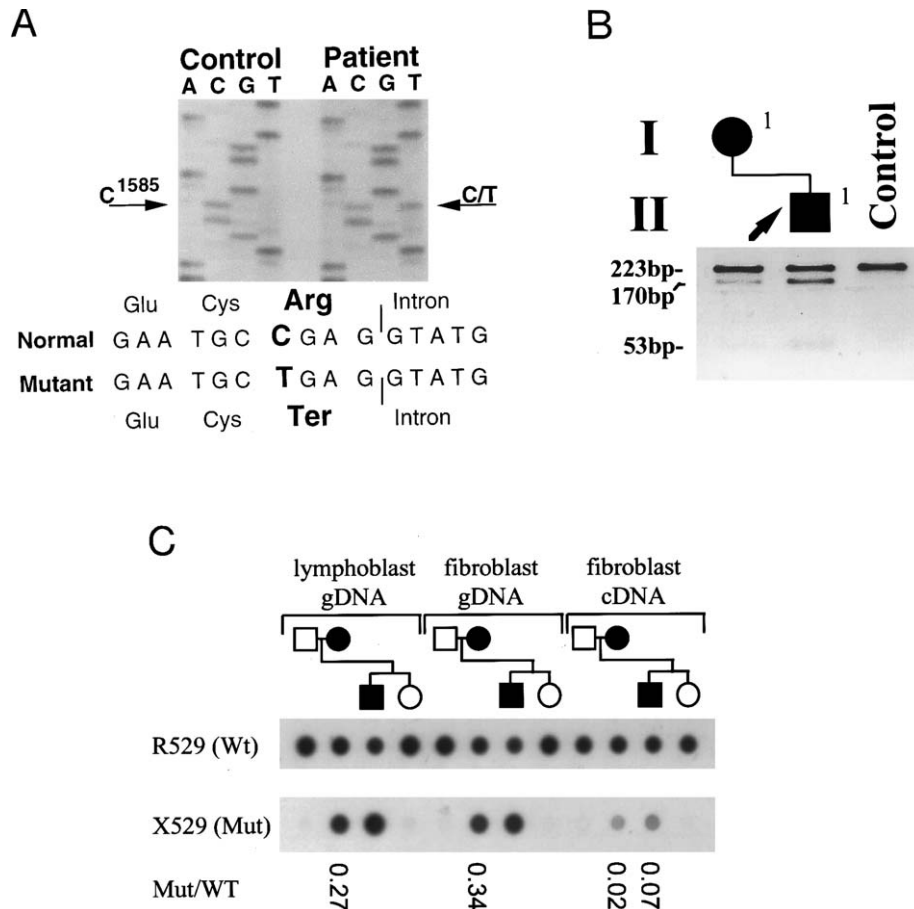 A
Control Patient
A C G T A C G T
C1585
C/T
Glu Cys Arg Intron
Normal GAA TGC CGA G GTATG
Mutant GAA TGC TGA G GTATG
Glu Cys Ter Intron
B
I 1
II 1
Control
223bp-
170bp
53bp-
C
lymphoblast gDNA
fibroblast gDNA
fibroblast cDNA
R529 (Wt)
X529 (Mut)
Mut/WT 0.27 0.34 0.02 0.07